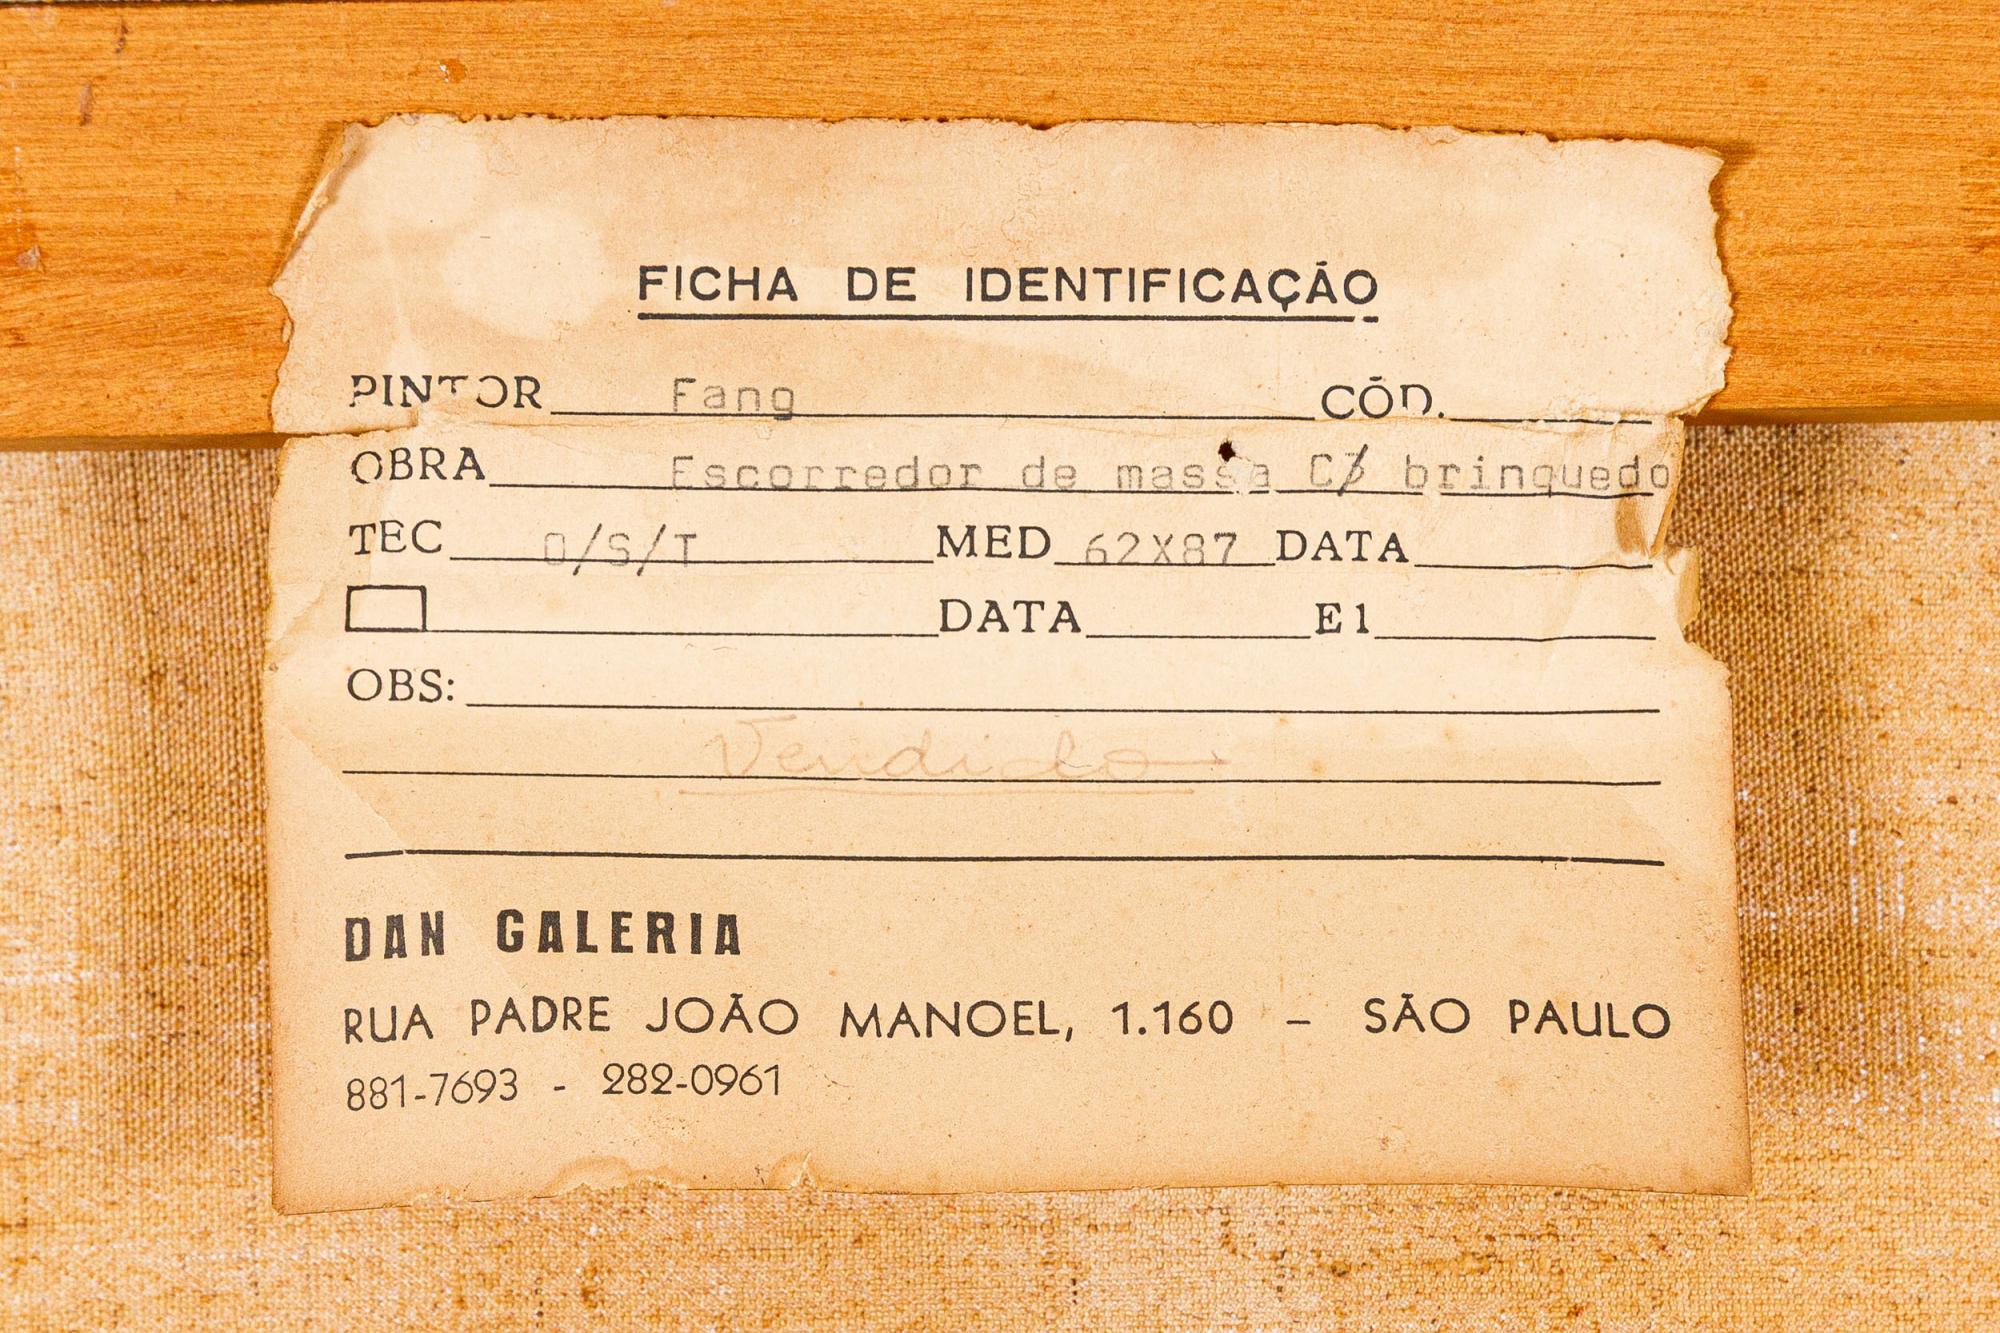 FICHA DE IDENTIFICAÇÃO
PINTOR Fang CÓD.
OBRA Escorredor de massa C/ brinquedo
TEC O/S/T MED 62X87 DATA
DATA E1
OBS:
Vendido
DAN GALERIA
RUA PADRE JOÃO MANOEL, 1.160 – SÃO PAULO
881-7693 - 282-0961